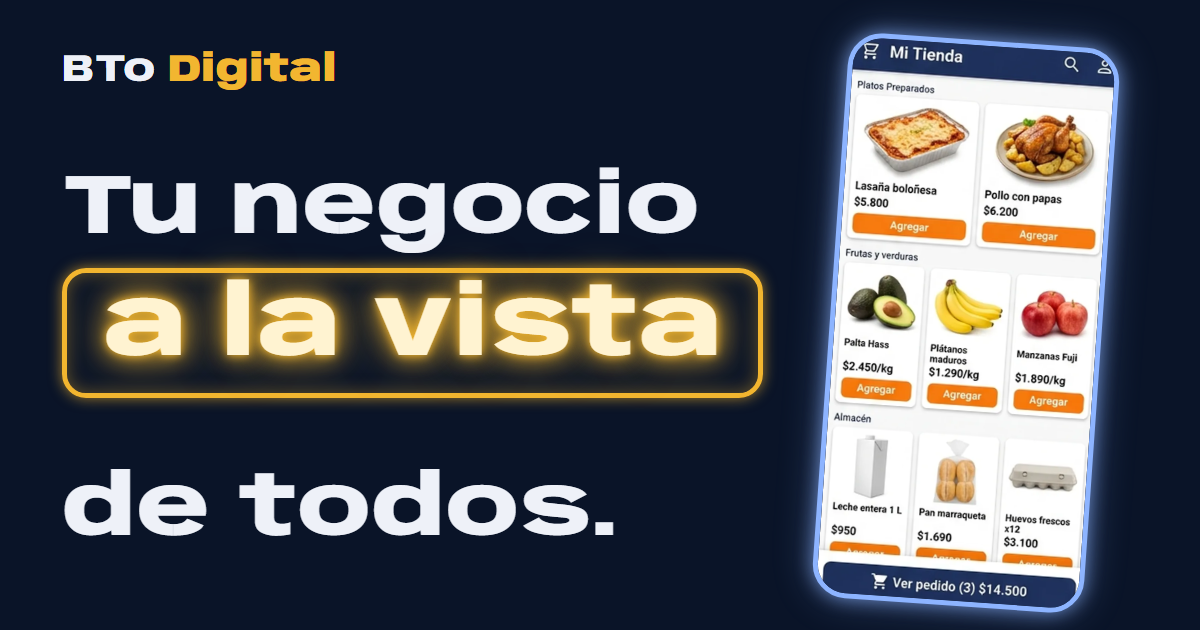 BTo Digital
Tu negocio
a la vista
de todos.
Mi Tienda
Platos Preparados
Lasaña boloñesa
$5.800
Agregar
Pollo con papas
$6.200
Agregar
Frutas y verduras
Palta Hass
$2.450/kg
Agregar
Plátanos
maduros
$1.290/kg
Agregar
Manzanas Fuji
$1.890/kg
Agregar
Almacén
Leche entera 1 L
$950
Agregar
Pan marraqueta
$1.690
Agregar
Huevos frescos
x12
$3.100
Agregar
Ver pedido (3) $14.500